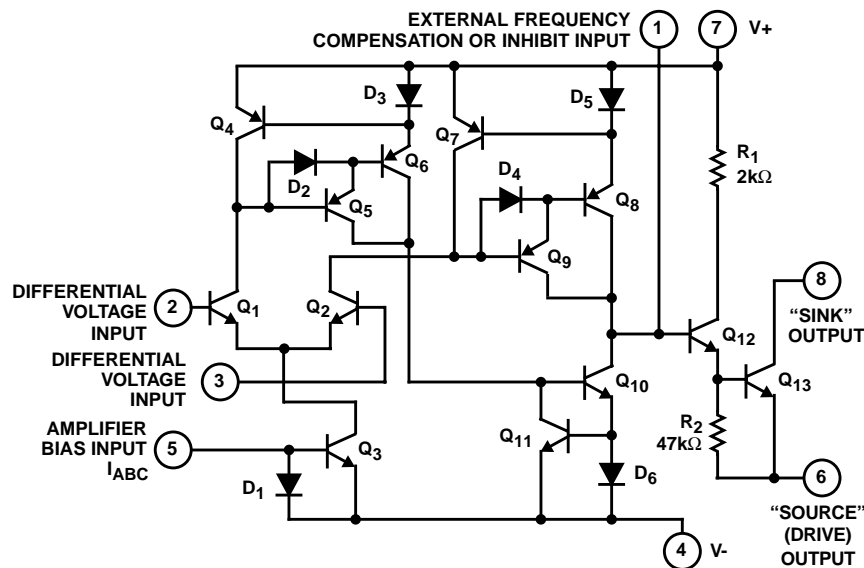 EXTERNAL FREQUENCY
COMPENSATION OR INHIBIT INPUT
1
7
V+
D3
D5
Q4
Q7
Q6
D2
Q5
D4
Q8
Q9
R1
2kΩ
DIFFERENTIAL
VOLTAGE
INPUT
2
Q1
Q2
8
“SINK”
OUTPUT
Q12
DIFFERENTIAL
VOLTAGE
INPUT
3
Q10
Q13
AMPLIFIER
BIAS INPUT
IABC
5
Q3
Q11
R2
47kΩ
D1
D6
6
“SOURCE”
(DRIVE)
OUTPUT
4
V-